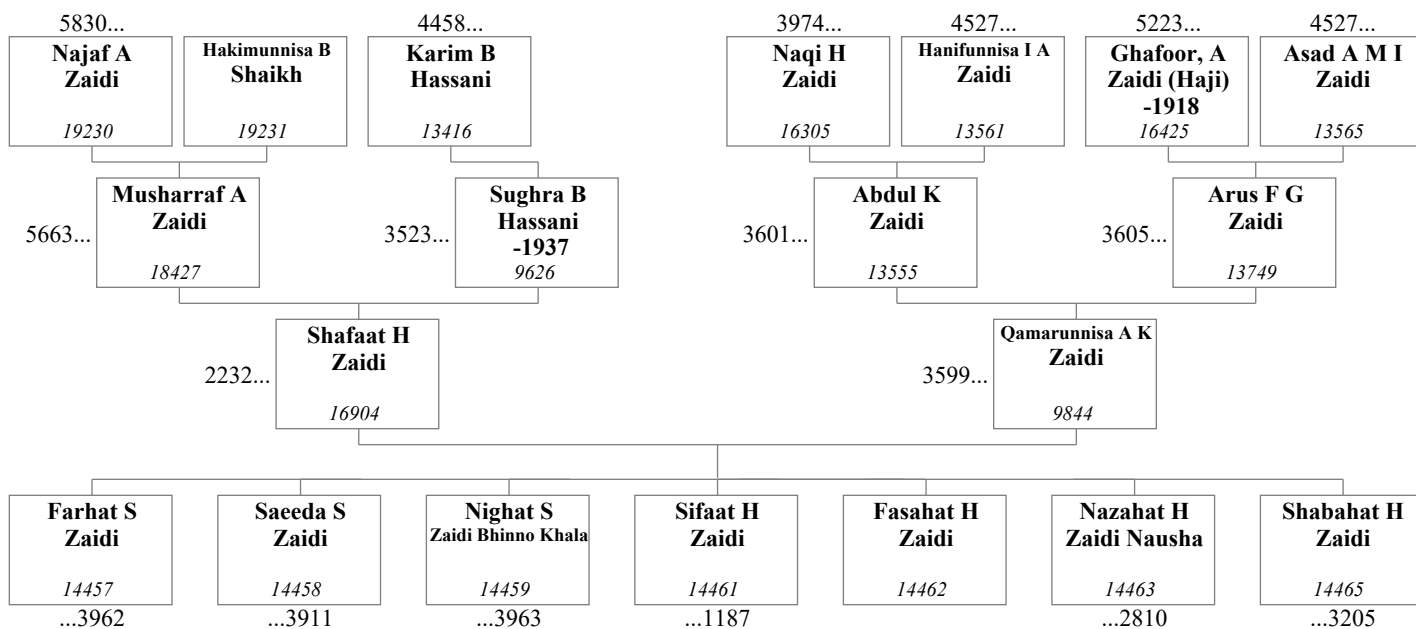 5830...
4458...
3974...
4527...
5223...
4527...
Najaf A
Zaidi
19230
Hakimunnisa B
Shaikh
19231
Karim B
Hassani
13416
Naqi H
Zaidi
16305
Hanifunnisa I A
Zaidi
13561
Ghafoor, A
Zaidi (Haji)
-1918
16425
Asad A M I
Zaidi
13565
5663...
Musharraf A
Zaidi
18427
3523...
Sughra B
Hassani
-1937
9626
3601...
Abdul K
Zaidi
13555
3605...
Arus F G
Zaidi
13749
2232...
Shafaat H
Zaidi
16904
3599...
Qamarunnisa A K
Zaidi
9844
Farhat S
Zaidi
14457
...3962
Saeeda S
Zaidi
14458
...3911
Nighat S
Zaidi Bhinno Khala
14459
...3963
Sifaat H
Zaidi
14461
...1187
Fasahat H
Zaidi
14462
Nazahat H
Zaidi Nausha
14463
...2810
Shabahat H
Zaidi
14465
...3205